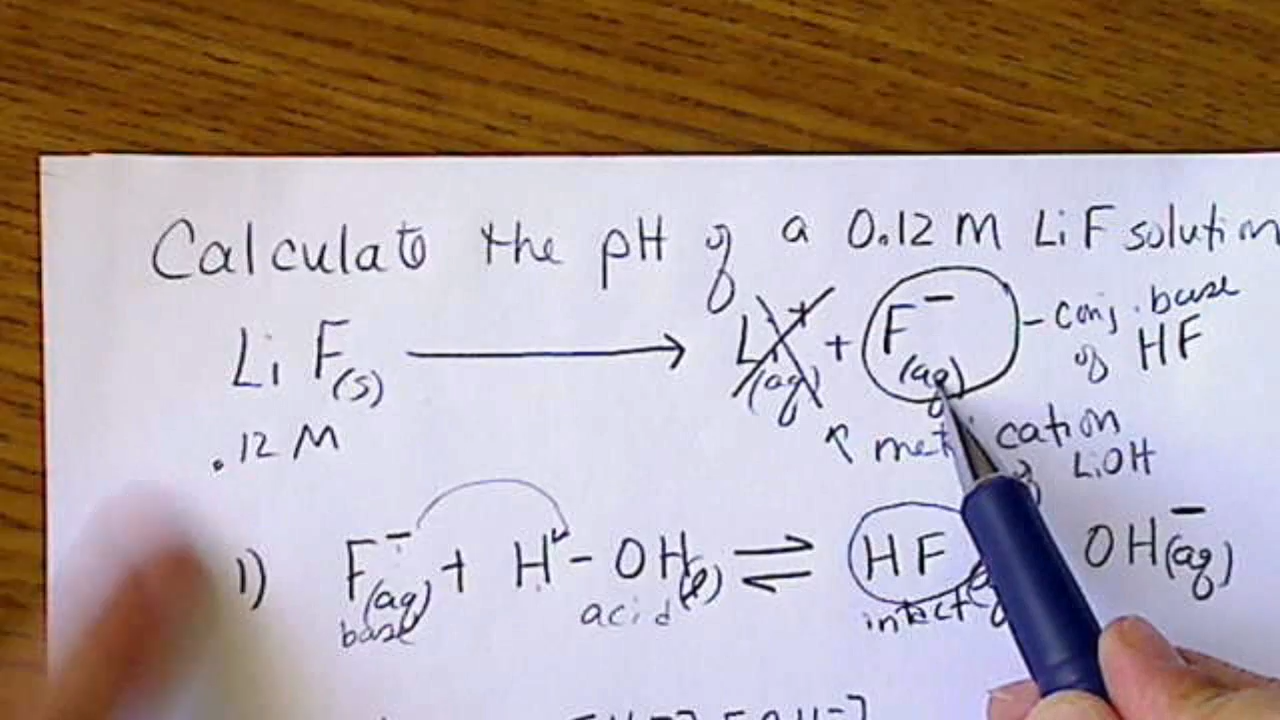 Calculate the pH of a 0.12 M LiF solution
LiF(s) → Li+(aq) + F−(aq) - conj. base
of HF
.12 M ↑ met cation
LiOH
1) F−(aq) + H-OH(l) ⇌ HF OH−(aq)
base acid intact